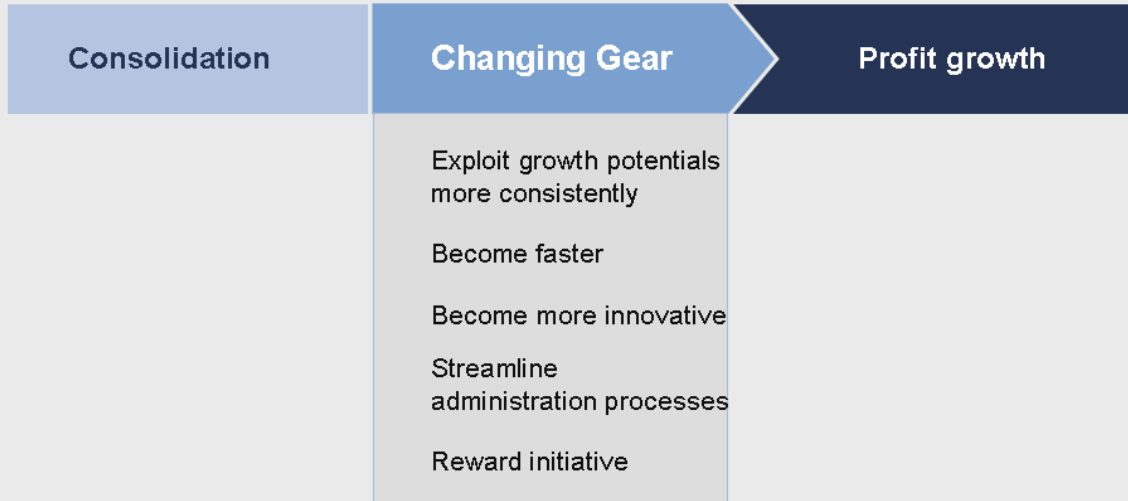 Consolidation
Changing Gear
Profit growth
Exploit growth potentials
more consistently
Become faster
Become more innovative
Streamline
administration processes
Reward initiative